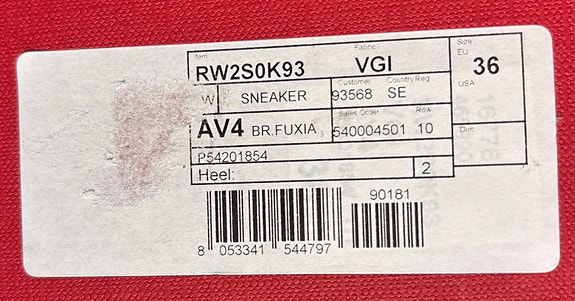 Item Fabric Size
RW2S0K93 VGI EU 36
Customer Country/Reg. USA
W SNEAKER 93568 SE
Sales Order Row
AV4 BR.FUXIA 540004501 10 Dim
P54201854
Heel: 2
90181
8 053341 544797